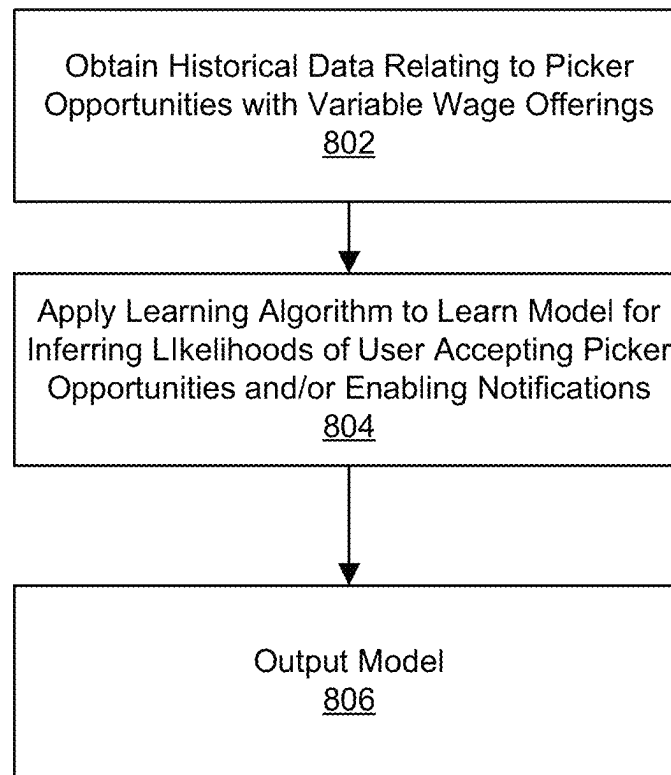 Obtain Historical Data Relating to Picker
Opportunities with Variable Wage Offerings
802
Apply Learning Algorithm to Learn Model for
Inferring LIkelihoods of User Accepting Picker
Opportunities and/or Enabling Notifications
804
Output Model
806